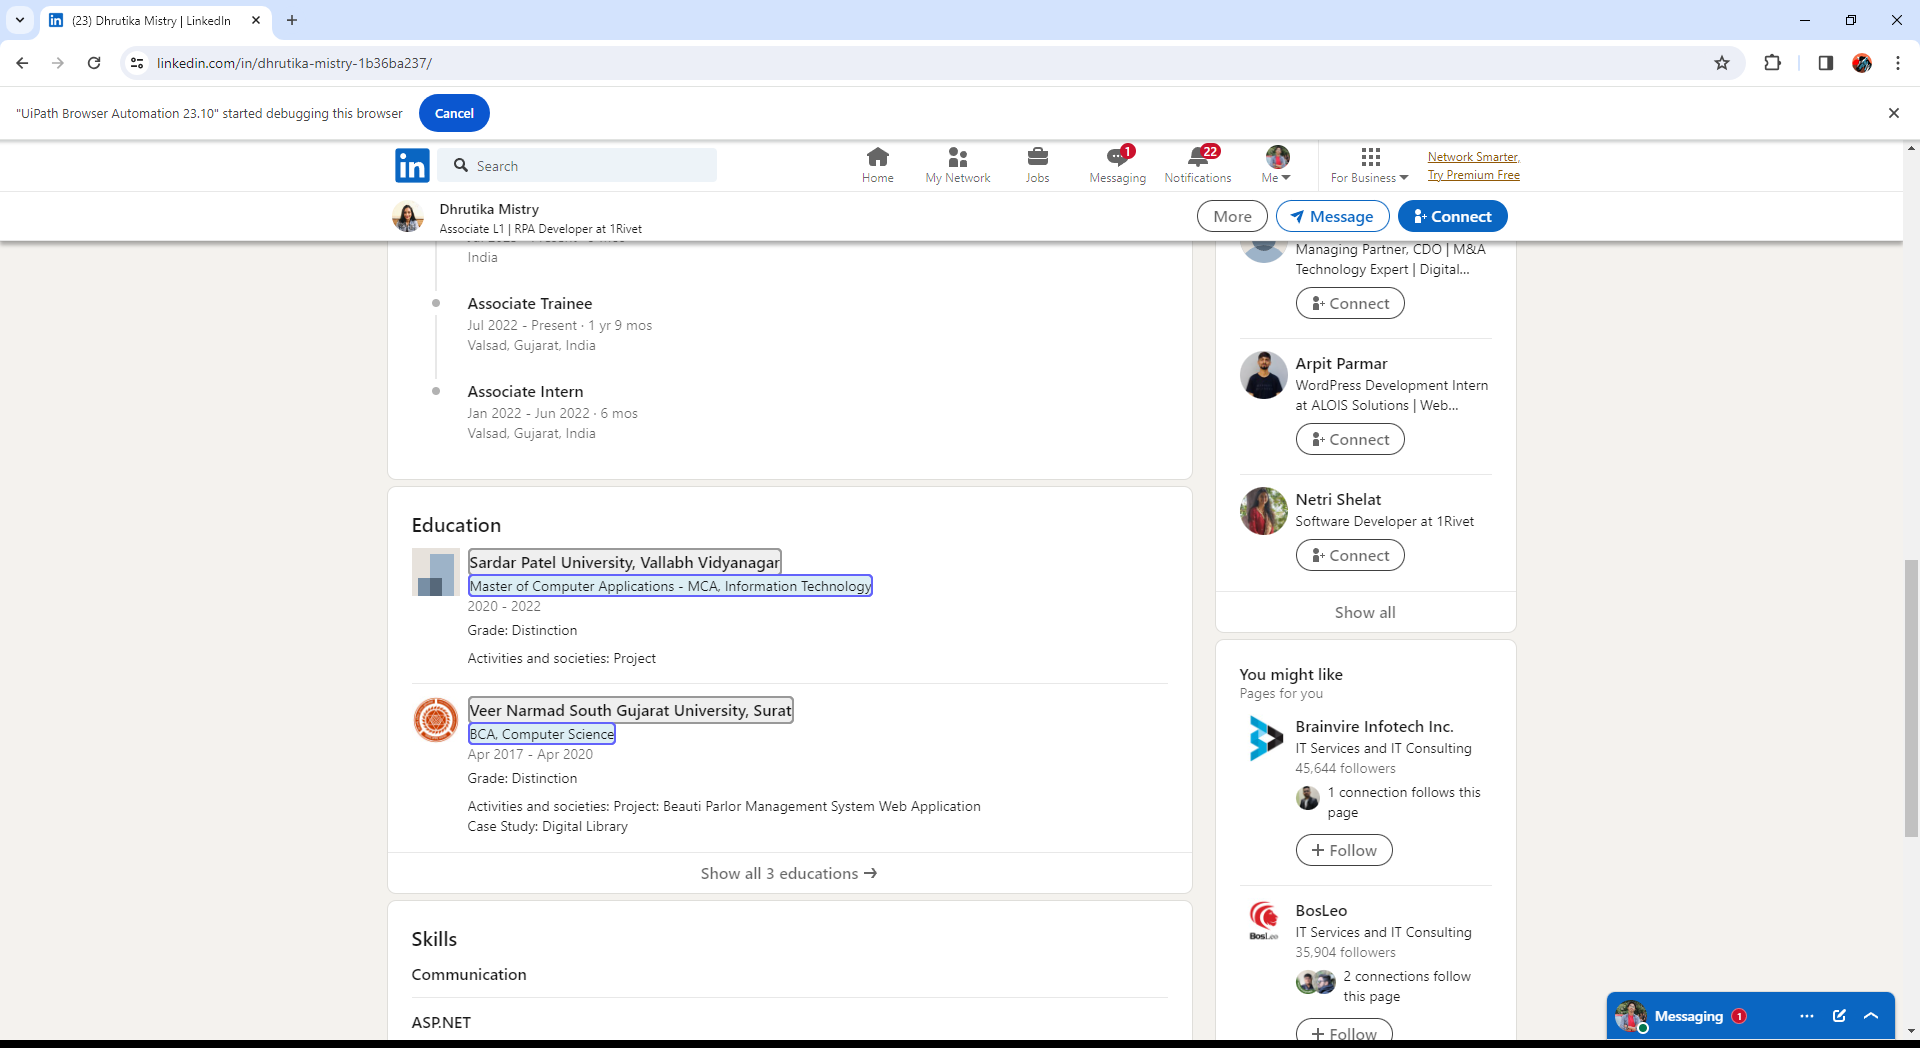 (23) Dhrutika Mistry | LinkedIn
linkedin.com/in/dhrutika-mistry-1b36ba237/
"UiPath Browser Automation 23.10" started debugging this browser
Cancel
in
Search
Home
My Network
Jobs
1
Messaging
22
Notifications
Me
For Business
Network Smarter,
Try Premium Free
Dhrutika Mistry
Associate L1 | RPA Developer at 1Rivet
More
Message
Connect
India
Associate Trainee
Jul 2022 - Present · 1 yr 9 mos
Valsad, Gujarat, India
Associate Intern
Jan 2022 - Jun 2022 · 6 mos
Valsad, Gujarat, India
Education
Sardar Patel University, Vallabh Vidyanagar
Master of Computer Applications - MCA, Information Technology
2020 - 2022
Grade: Distinction
Activities and societies: Project
Veer Narmad South Gujarat University, Surat
BCA, Computer Science
Apr 2017 - Apr 2020
Grade: Distinction
Activities and societies: Project: Beauti Parlor Management System Web Application
Case Study: Digital Library
Show all 3 educations
Skills
Communication
ASP.NET
Managing Partner, CDO | M&A
Technology Expert | Digital...
Connect
Arpit Parmar
WordPress Development Intern
at ALOIS Solutions | Web...
Connect
Netri Shelat
Software Developer at 1Rivet
Connect
Show all
You might like
Pages for you
Brainvire Infotech Inc.
IT Services and IT Consulting
45,644 followers
1 connection follows this
page
Follow
BosLeo
BosLeo
IT Services and IT Consulting
35,904 followers
2 connections follow
this page
Follow
Messaging 1